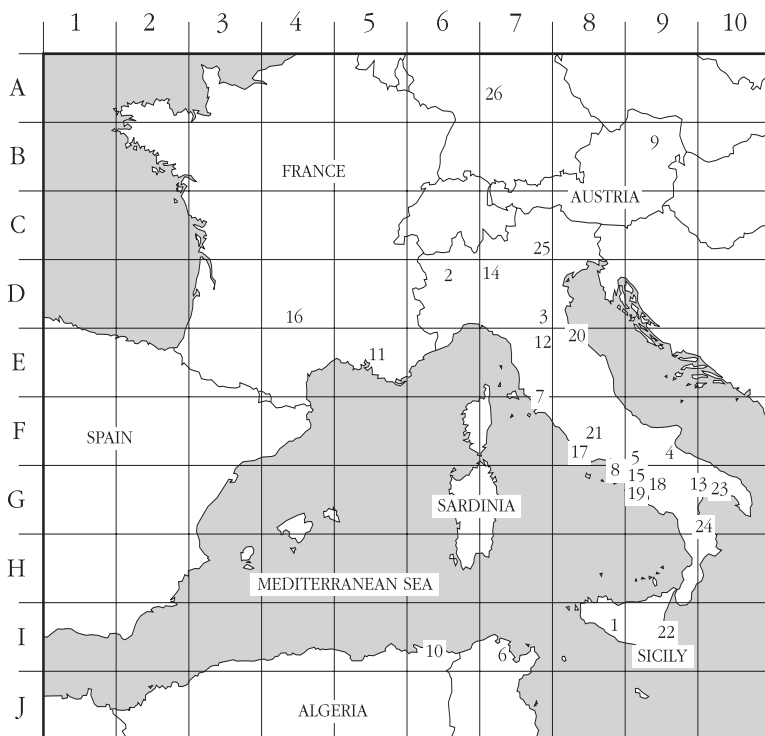 1 2 3 4 5 6 7 8 9 10
A 26
B FRANCE 9
AUSTRIA
C 25
D 2 14
16 3
E 11 12 20
7
F SPAIN 21 5 4
17
G 8 15 18 13 23
SARDINIA 19
24
H MEDITERRANEAN SEA
I 10 6 1 22
SICILY
J ALGERIA